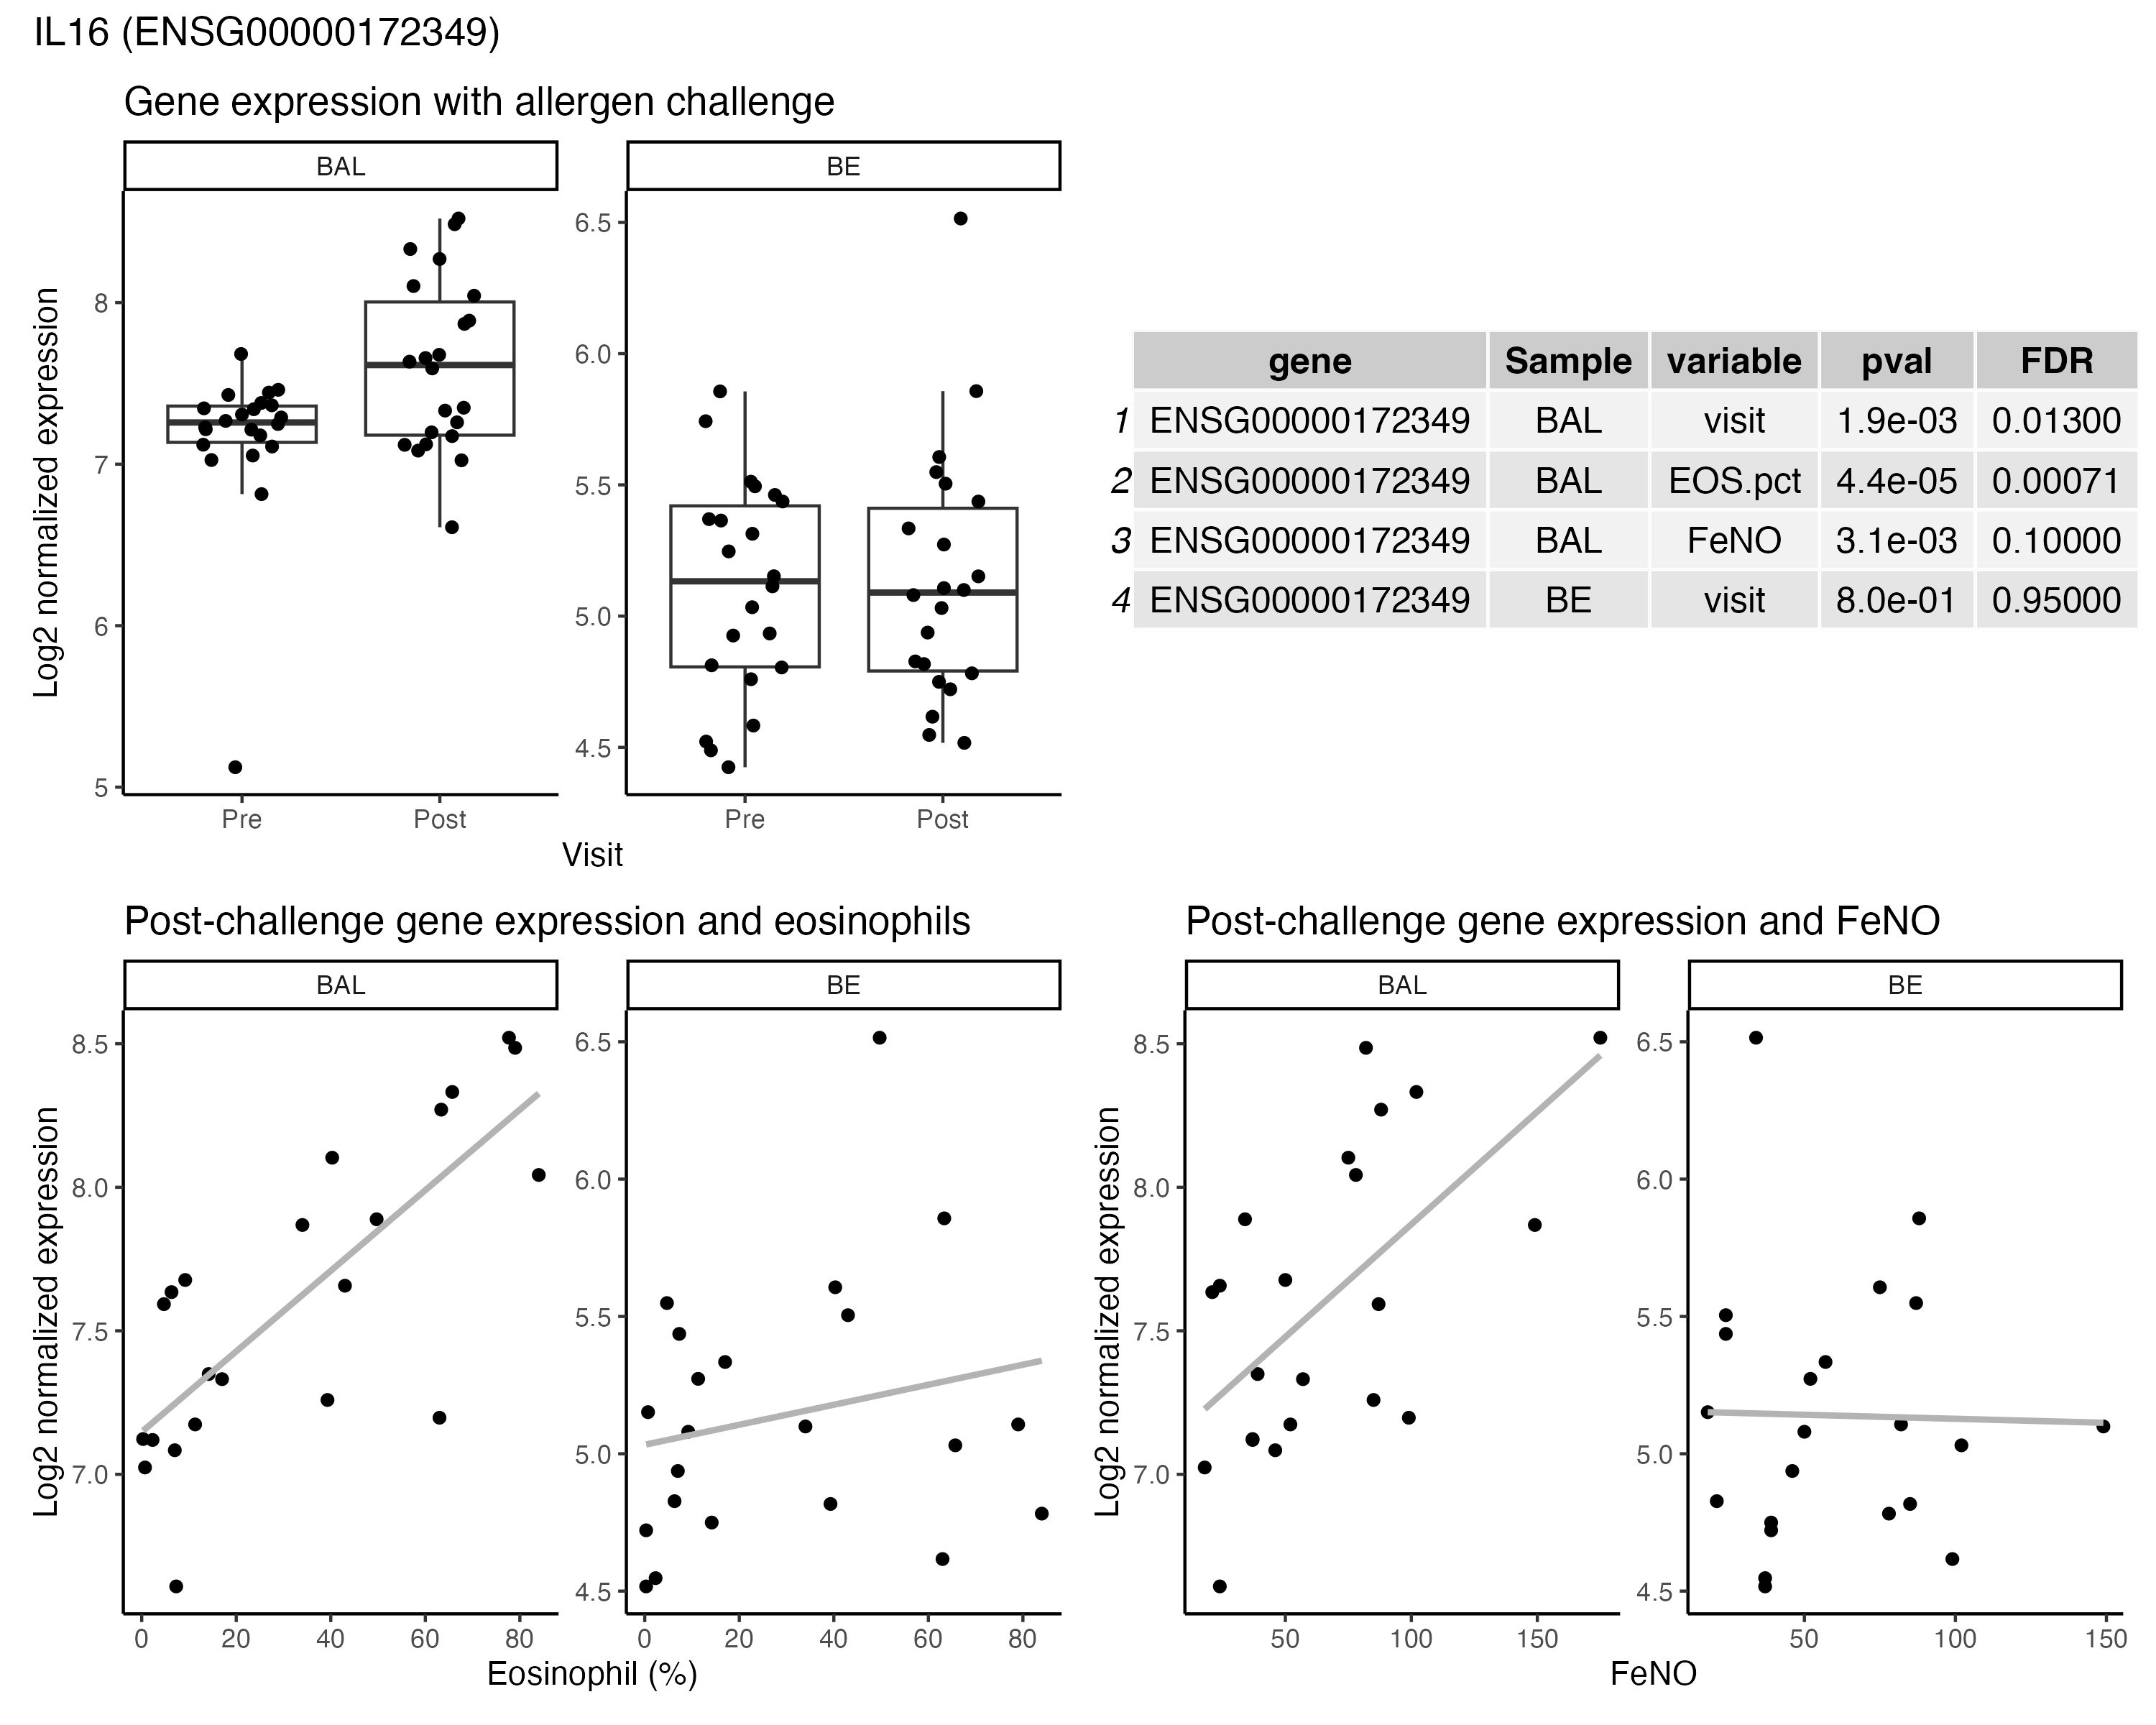 IL16 (ENSG00000172349)
Gene expression with allergen challenge
BAL
BE
Log2 normalized expression
8
7
6
5
6.5
6.0
5.5
5.0
4.5
Pre
Post
Pre
Post
Visit
gene Sample variable pval FDR
1 ENSG00000172349 BAL visit 1.9e-03 0.01300
2 ENSG00000172349 BAL EOS.pct 4.4e-05 0.00071
3 ENSG00000172349 BAL FeNO 3.1e-03 0.10000
4 ENSG00000172349 BE visit 8.0e-01 0.95000
Post-challenge gene expression and eosinophils
BAL
BE
Log2 normalized expression
8.5
8.0
7.5
7.0
6.5
6.0
5.5
5.0
4.5
0 20 40 60 80
0 20 40 60 80
Eosinophil (%)
Post-challenge gene expression and FeNO
BAL
BE
Log2 normalized expression
8.5
8.0
7.5
7.0
6.5
6.0
5.5
5.0
4.5
50 100 150
50 100 150
FeNO